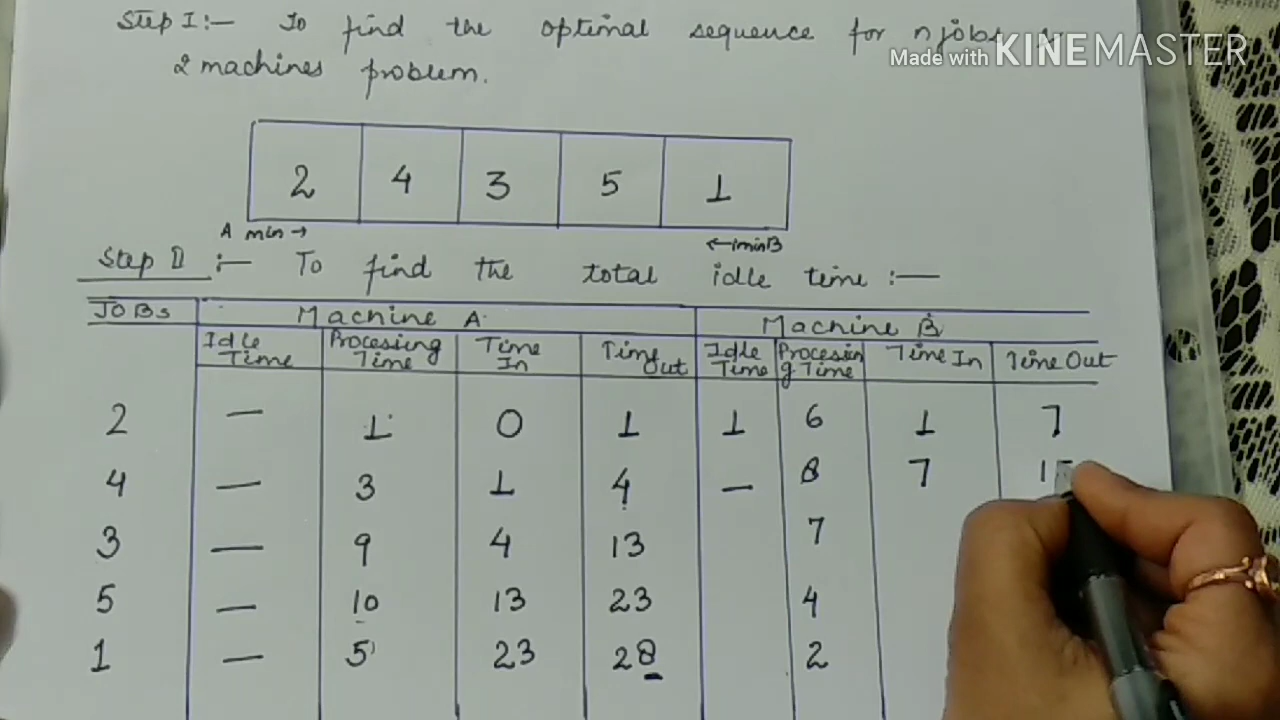 Step I :- To find the optimal sequence for n jobs
2 machines problem.
Made with KINEMASTER
2 4 3 5 1
A min → ← minB
Step II :- To find the total idle time :-
JOBs Machine A Machine B
Idle Time Processing Time Time In Time Out Idle Time Processing Time Time In Time Out
2 — 1 0 1 1 6 1 7
4 — 3 1 4 — 8 7
3 — 9 4 13 7
5 — 10 13 23 4
1 — 5 23 28 2